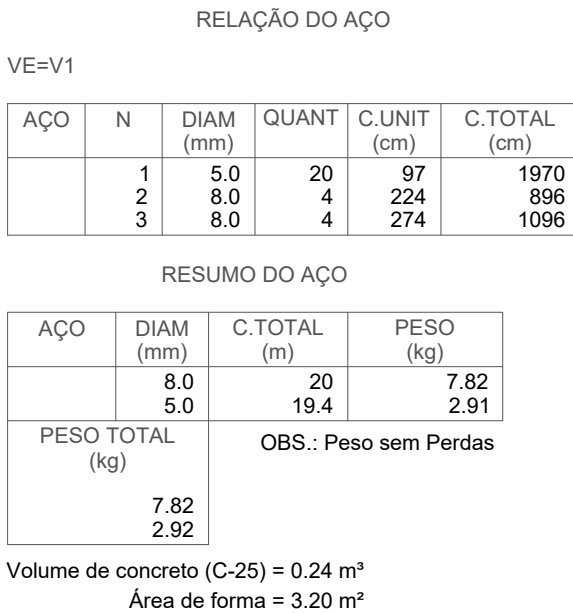 RELAÇÃO DO AÇO
VE=V1
AÇO N DIAM QUANT C.UNIT C.TOTAL
(mm) (cm) (cm)
1 5.0 20 97 1970
2 8.0 4 224 896
3 8.0 4 274 1096
RESUMO DO AÇO
AÇO DIAM C.TOTAL PESO
(mm) (m) (kg)
8.0 20 7.82
5.0 19.4 2.91
PESO TOTAL
(kg)
OBS.: Peso sem Perdas
7.82
2.92
Volume de concreto (C-25) = 0.24 m³
Área de forma = 3.20 m²